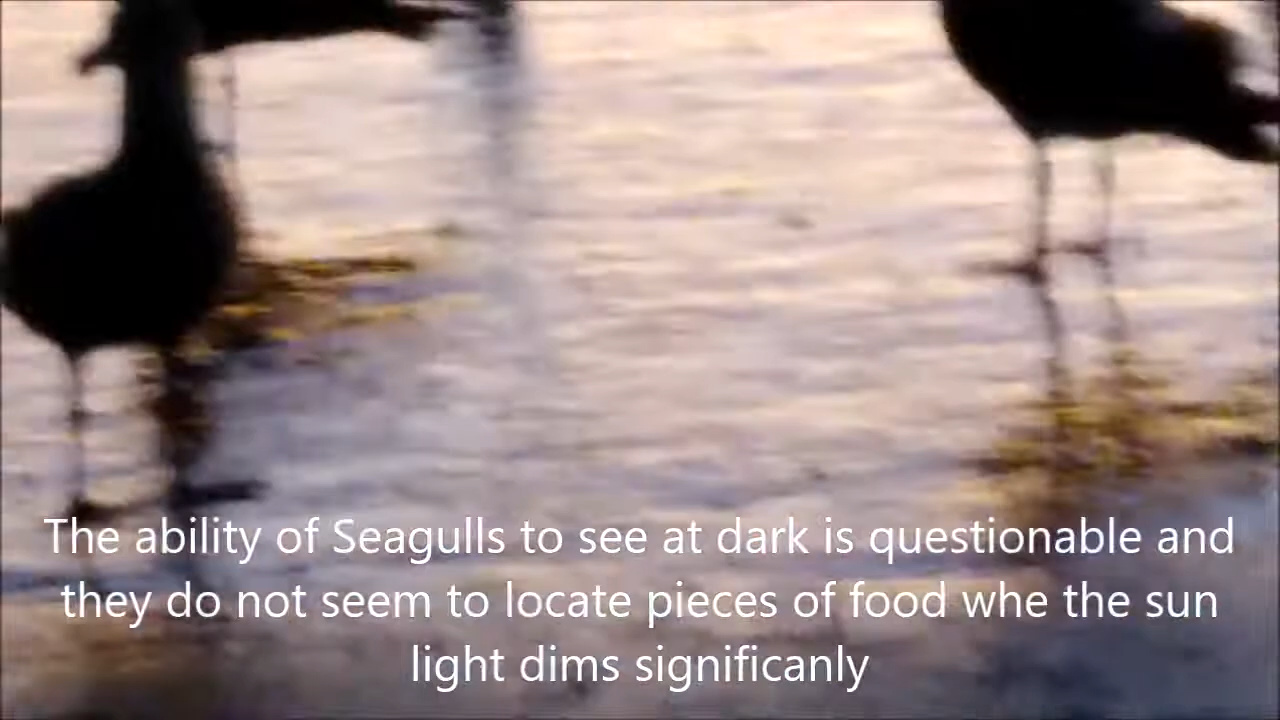 The ability of Seagulls to see at dark is questionable and
they do not seem to locate pieces of food whe the sun
light dims significanly